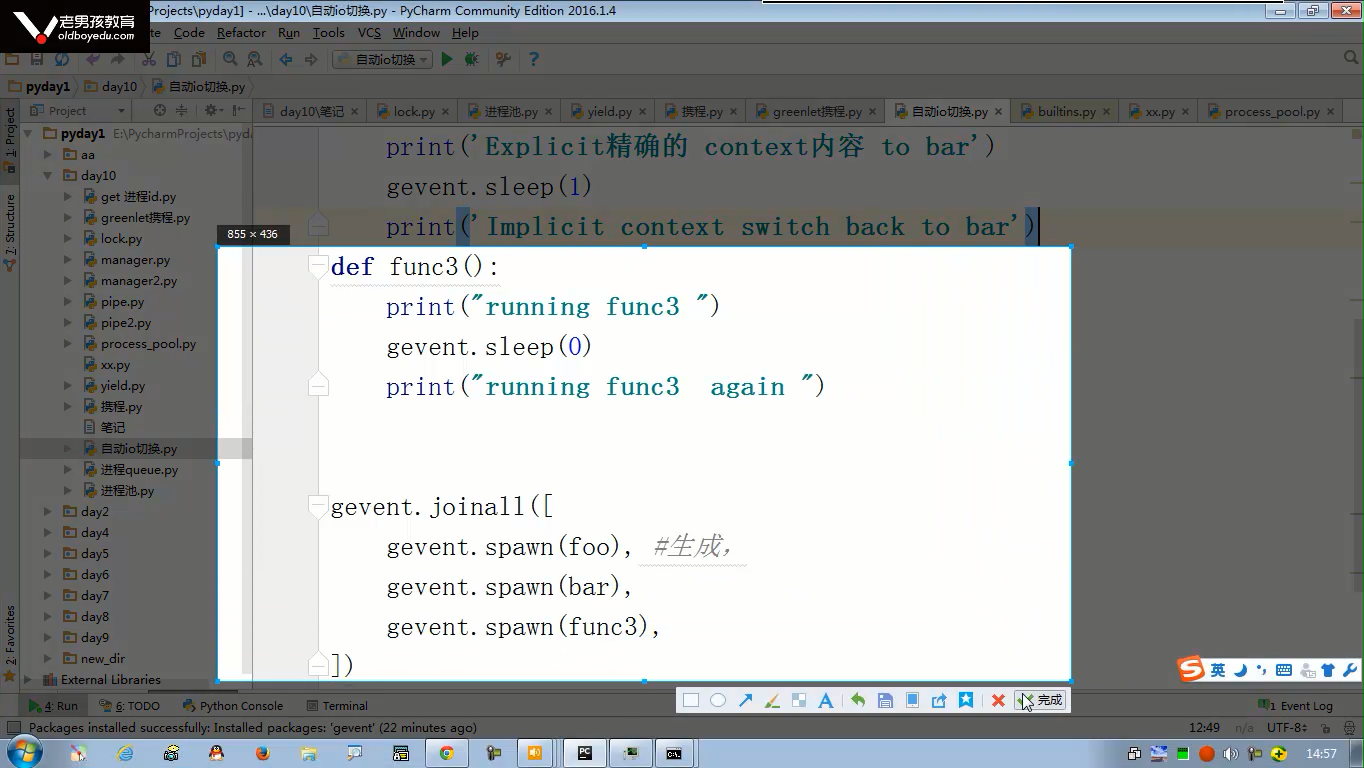 老男孩教育
oldboyedu.com
Projects\pyday1] - ...\day10\自动io切换.py - PyCharm Community Edition 2016.1.4
Code Refactor Run Tools VCS Window Help
自动io切换
pyday1 day10 自动io切换.py
Project
day10\笔记 lock.py 进程池.py yield.py 携程.py greenlet携程.py 自动io切换.py builtins.py xx.py process_pool.py
1: Project
7: Structure
2: Favorites
pyday1 E:\PycharmProjects\pyda
aa
day10
get 进程id.py
greenlet携程.py
lock.py
manager.py
manager2.py
pipe.py
pipe2.py
process_pool.py
xx.py
yield.py
携程.py
笔记
自动io切换.py
进程queue.py
进程池.py
day2
day4
day5
day6
day7
day8
day9
new_dir
External Libraries
print('Explicit精确的 context内容 to bar')
gevent.sleep(1)
print('Implicit context switch back to bar')
855 × 436
def func3():
print("running func3 ")
gevent.sleep(0)
print("running func3  again ")
gevent.joinall([
gevent.spawn(foo), #生成，
gevent.spawn(bar),
gevent.spawn(func3),
])
英
完成
4: Run 6: TODO Python Console Terminal 1 Event Log
Packages installed successfully: Installed packages: 'gevent' (22 minutes ago) 12:49 n/a UTF-8
14:57